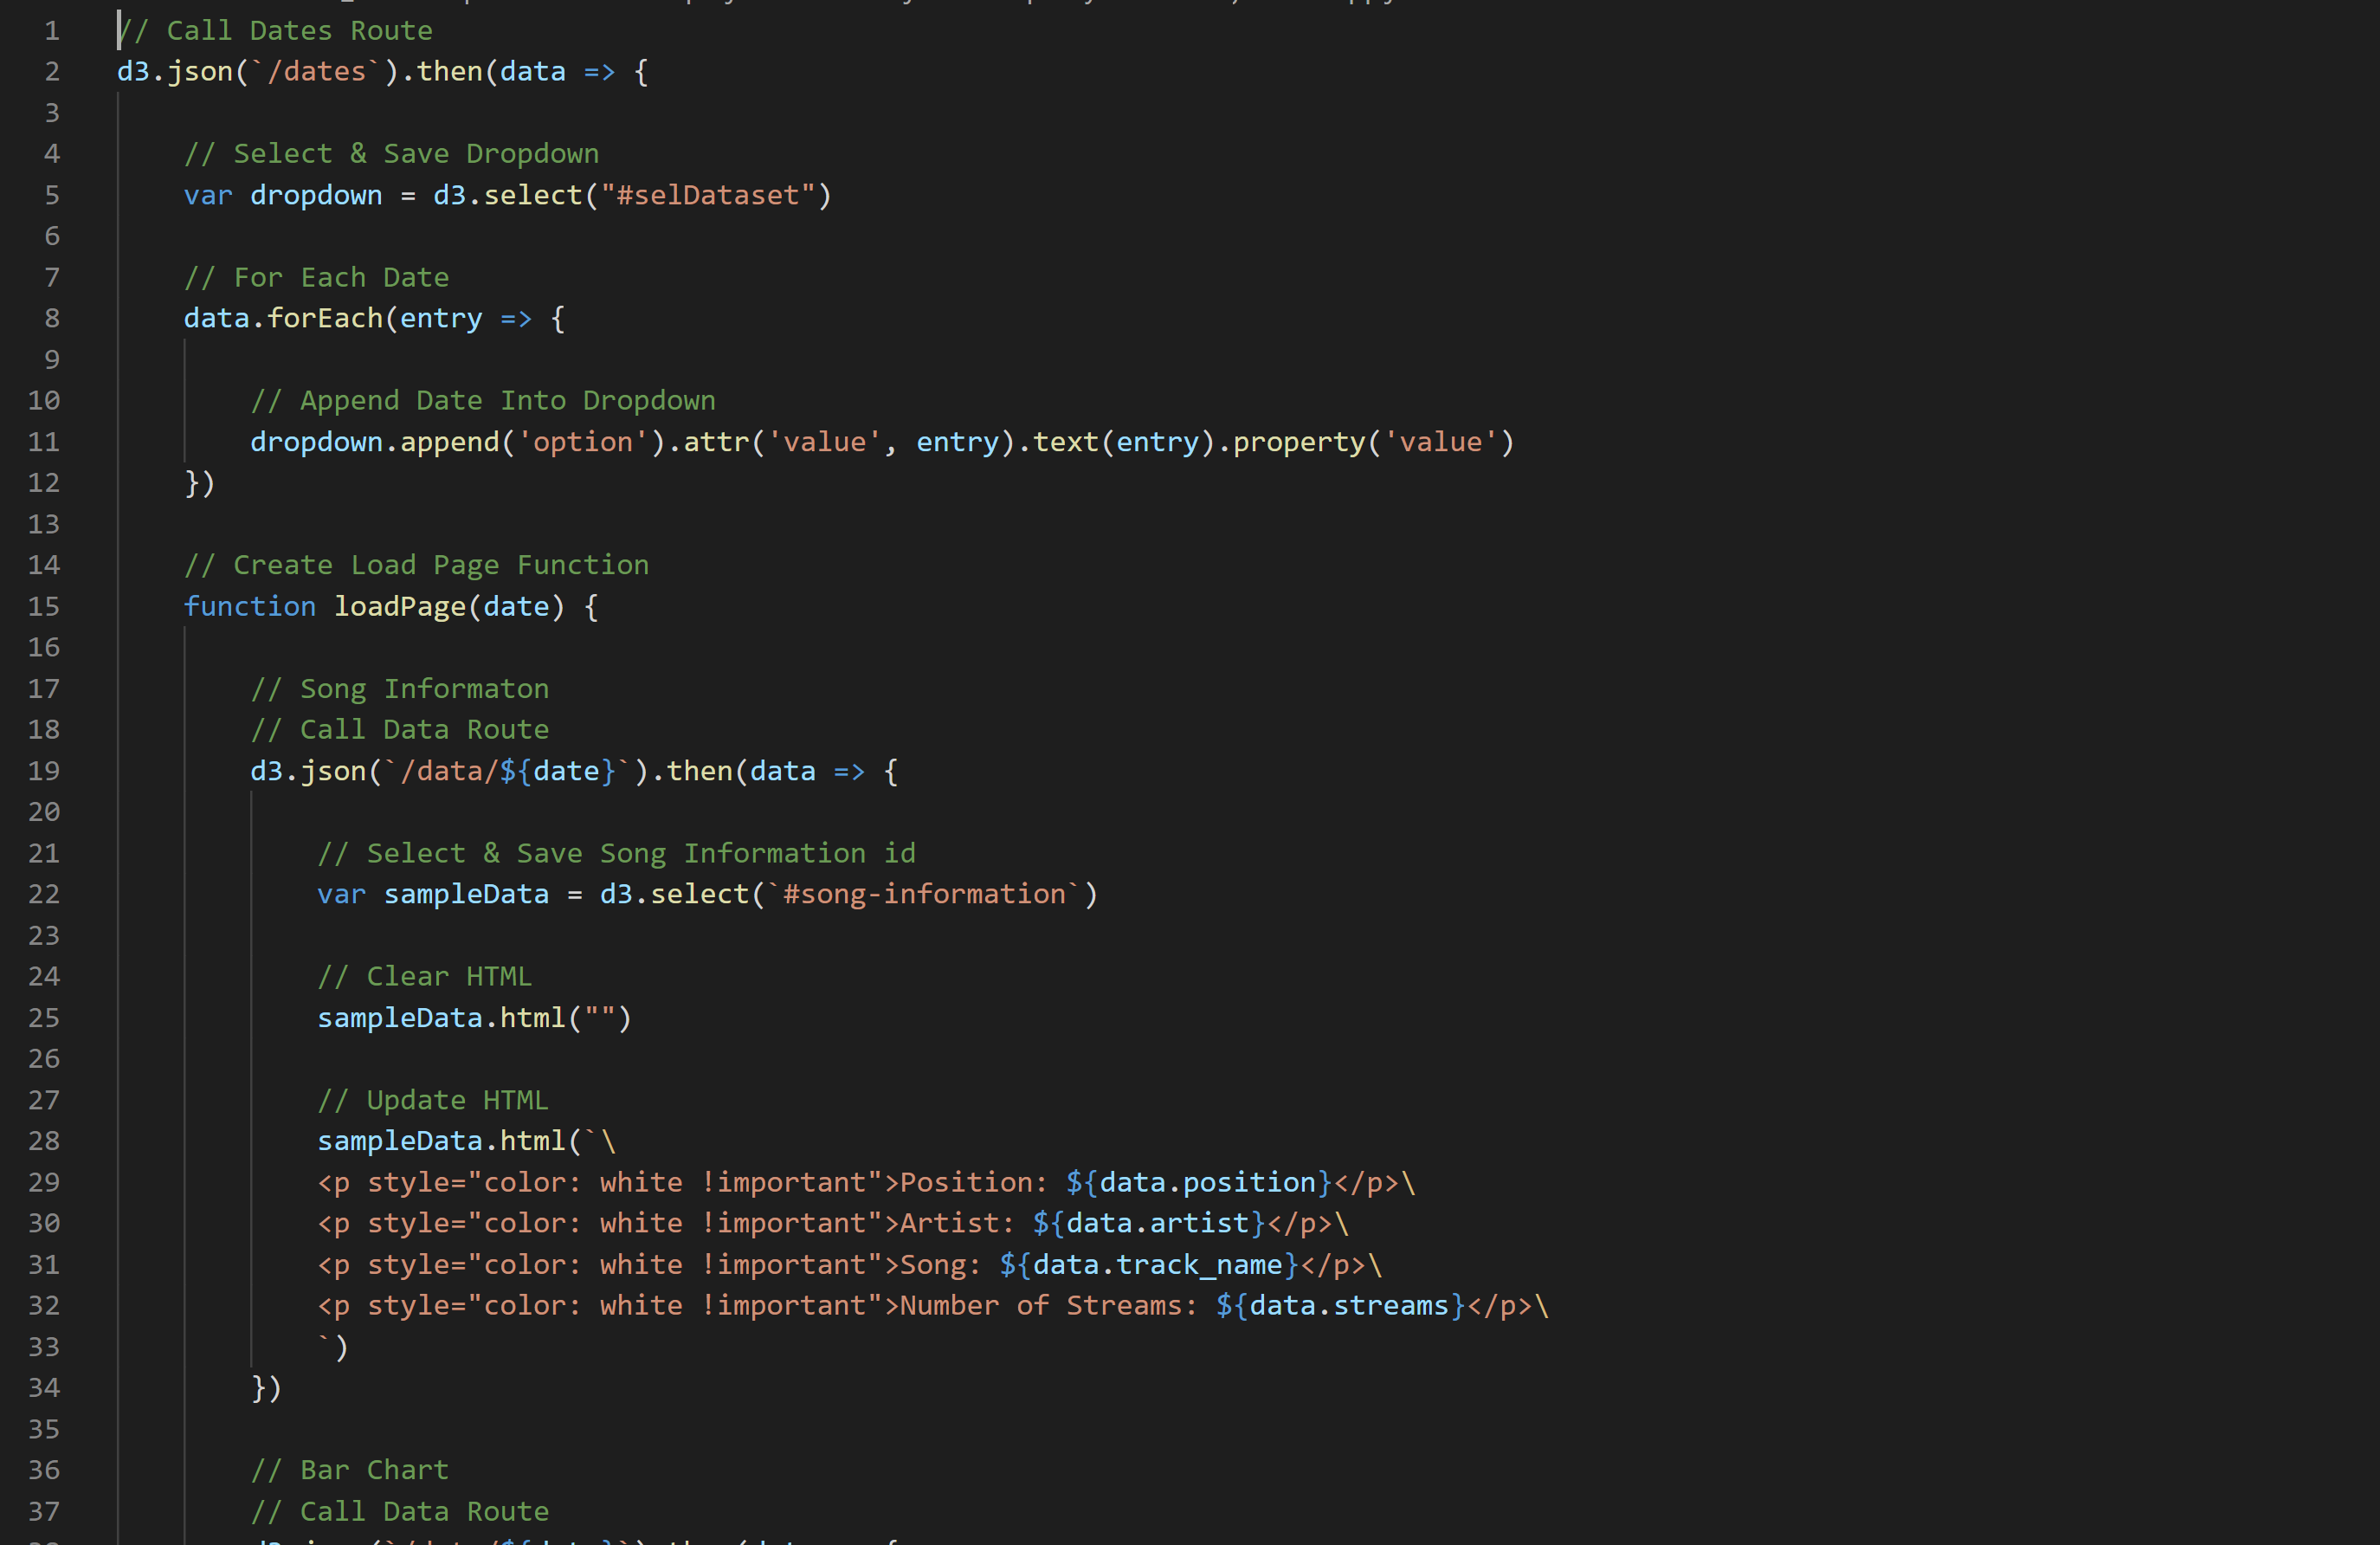 1 // Call Dates Route
2 d3.json(`/dates`).then(data => {
3
4 // Select & Save Dropdown
5 var dropdown = d3.select("#selDataset")
6
7 // For Each Date
8 data.forEach(entry => {
9
10 // Append Date Into Dropdown
11 dropdown.append('option').attr('value', entry).text(entry).property('value')
12 })
13
14 // Create Load Page Function
15 function loadPage(date) {
16
17 // Song Informaton
18 // Call Data Route
19 d3.json(`/data/${date}`).then(data => {
20
21 // Select & Save Song Information id
22 var sampleData = d3.select(`#song-information`)
23
24 // Clear HTML
25 sampleData.html("")
26
27 // Update HTML
28 sampleData.html(`\
29 <p style="color: white !important">Position: ${data.position}</p>\
30 <p style="color: white !important">Artist: ${data.artist}</p>\
31 <p style="color: white !important">Song: ${data.track_name}</p>\
32 <p style="color: white !important">Number of Streams: ${data.streams}</p>\
33 `)
34 })
35
36 // Bar Chart
37 // Call Data Route